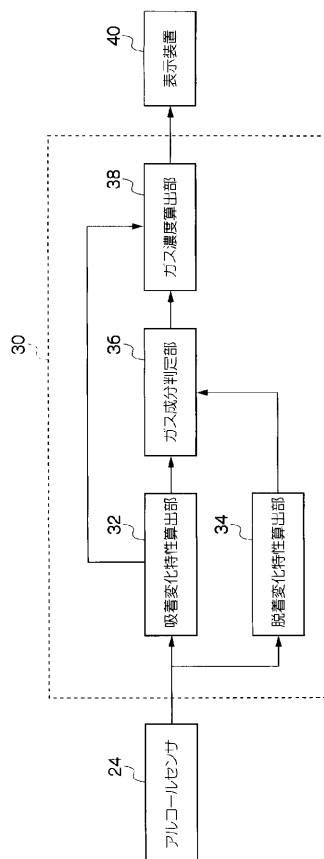 24
アルコールセンサ
30
32
吸着変化特性算出部
34
脱着変化特性算出部
36
ガス成分判定部
38
ガス濃度算出部
40
表示装置